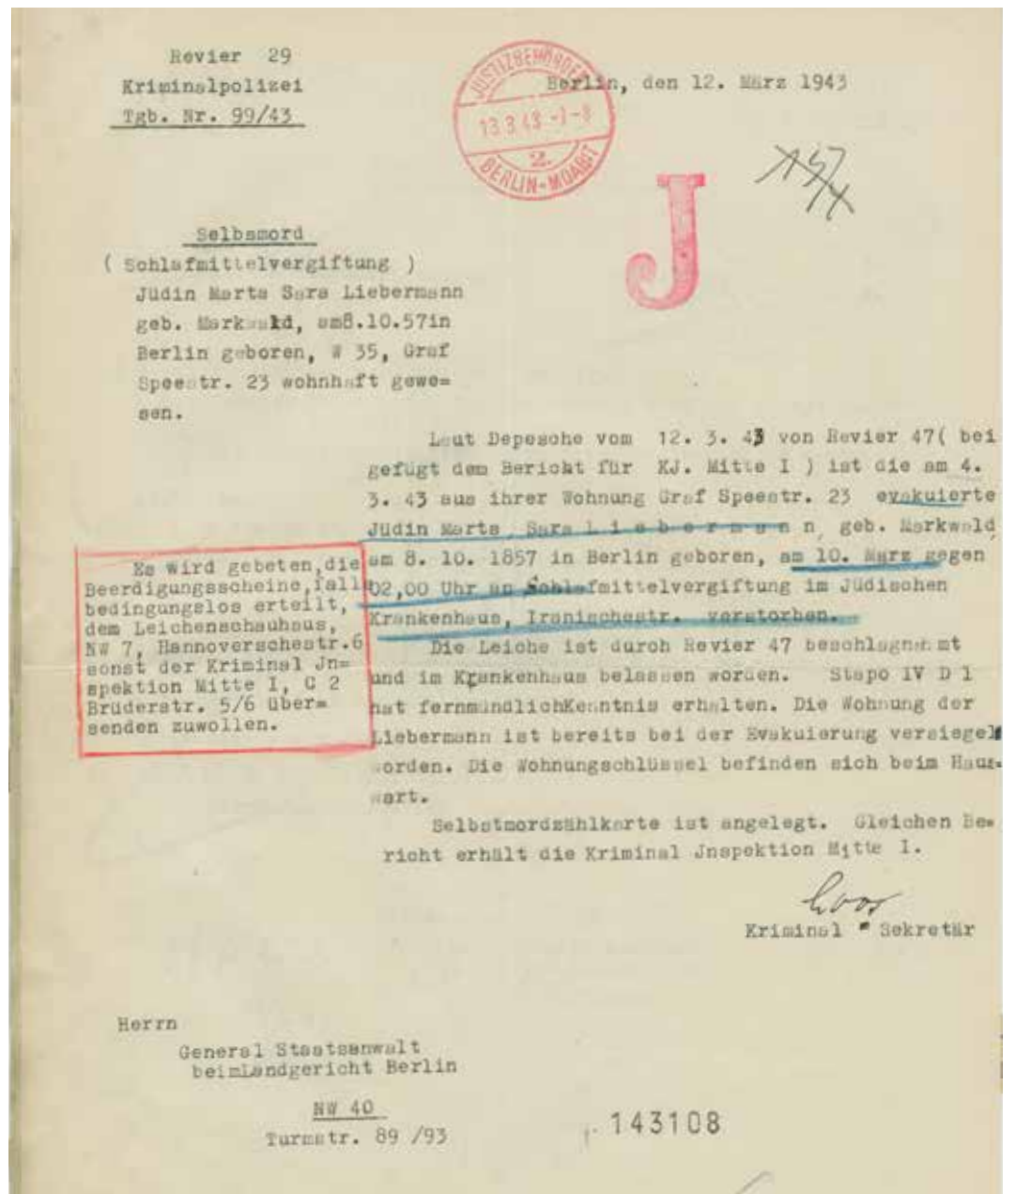 Revier 29
Kriminalpolizei
Tgb. Nr. 99/43
Berlin, den 12. März 1943
JUSTIZBEHÖRDEN
13.3.43 -7-8
2.
BERLIN-MOABIT
J
Selbsmord
( Schlafmittelvergiftung )
Jüdin Marta Sara Liebermann
geb. Markwald, am8.10.57in
Berlin geboren, W 35, Graf
Speestr. 23 wohnhaft gewe=
sen.
Laut Depesche vom 12. 3. 43 von Revier 47( bei
gefügt dem Bericht für KJ. Mitte I ) ist die am 4.
3. 43 aus ihrer Wohnung Graf Speestr. 23 evakuierte
Jüdin Marta Sara L i e b e r m a n n, geb. Markwald
am 8. 10. 1857 in Berlin geboren, am 10. März gegen
02,00 Uhr an Schlafmittelvergiftung im Jüdischen
Krankenhaus, Iranischestr. verstorben.
Die Leiche ist durch Revier 47 beschlagnahmt
und im Krankenhaus belassen worden. Stapo IV D 1
hat fernmündlichKenntnis erhalten. Die Wohnung der
Liebermann ist bereits bei der Evakuierung versiegelt
worden. Die Wohnungschlüssel befinden sich beim Haus=
wart.
Selbstmordzählkarte ist angelegt. Gleichen Be=
richt erhält die Kriminal Jnspektion Mitte I.
Es wird gebeten,die
Beerdigungsscheine,fall
bedingungslos erteilt,
dem Leichenschauhaus,
NW 7, Hannoverschestr.6
sonst der Kriminal Jn=
spektion Mitte I, C 2
Brüderstr. 5/6 über=
senden zuwollen.
Kriminal - Sekretär
Herrn
General Staatsanwalt
beimLandgericht Berlin
NW 40
Turmstr. 89 /93
143108